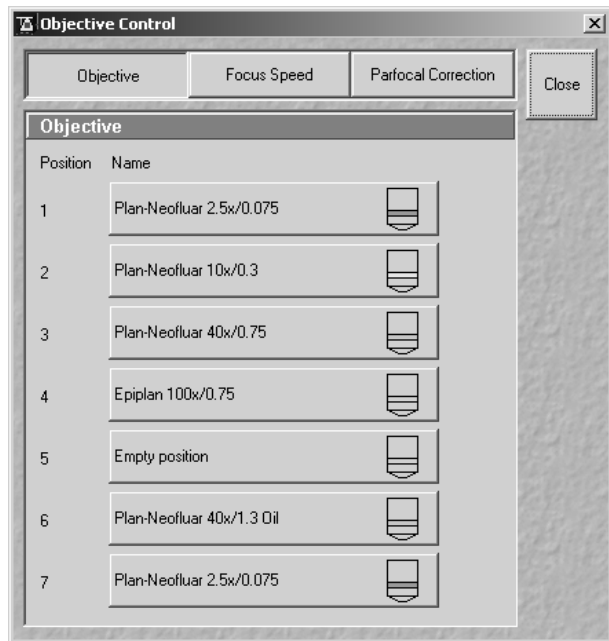 Objective Control
Objective Focus Speed Parfocal Correction Close
Objective
Position Name
1 Plan-Neofluar 2.5x/0.075
2 Plan-Neofluar 10x/0.3
3 Plan-Neofluar 40x/0.75
4 Epiplan 100x/0.75
5 Empty position
6 Plan-Neofluar 40x/1.3 Oil
7 Plan-Neofluar 2.5x/0.075